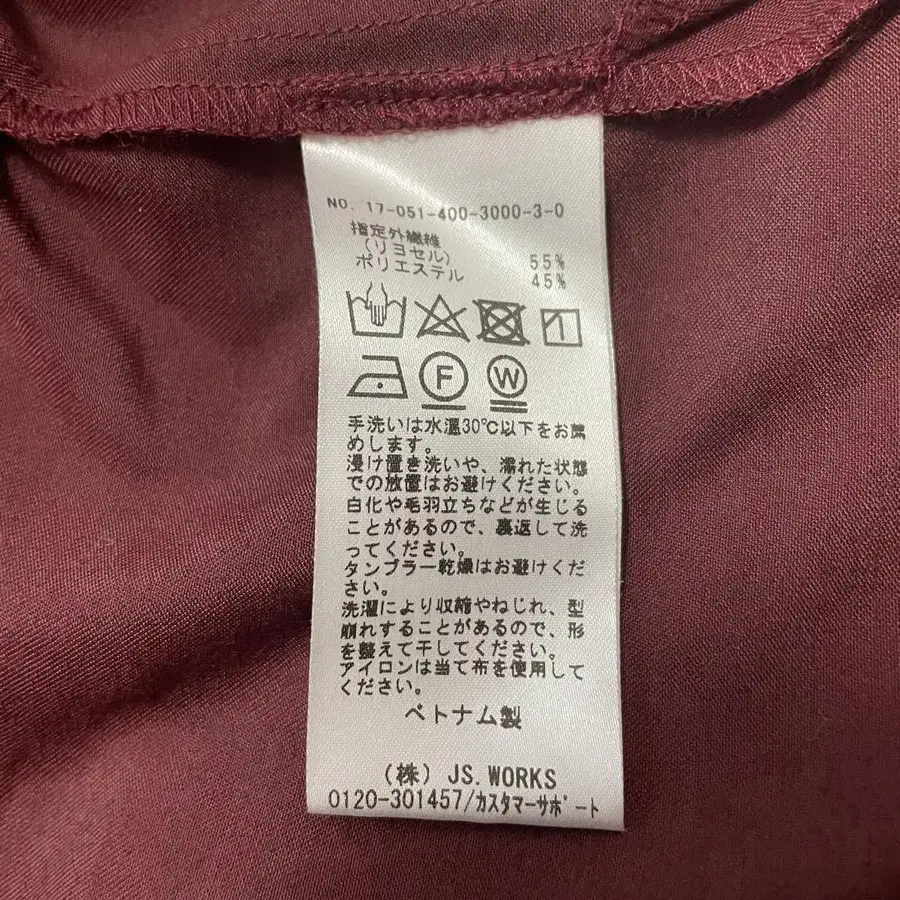 NO. 17-051-400-3000-3-0
指定外繊維
(リヨセル) 55%
ポリエステル 45%
F W
手洗いは水温30℃以下をお薦
めします。
浸け置き洗いや、濡れた状態
での放置はお避けください。
白化や毛羽立ちなどが生じる
ことがあるので、裏返して洗
ってください。
タンブラー乾燥はお避けくだ
さい。
洗濯により収縮やねじれ、型
崩れすることがあるので、形
を整えて干してください。
アイロンは当て布を使用して
ください。
ベトナム製
(株) JS.WORKS
0120-301457/カスタマーサポート